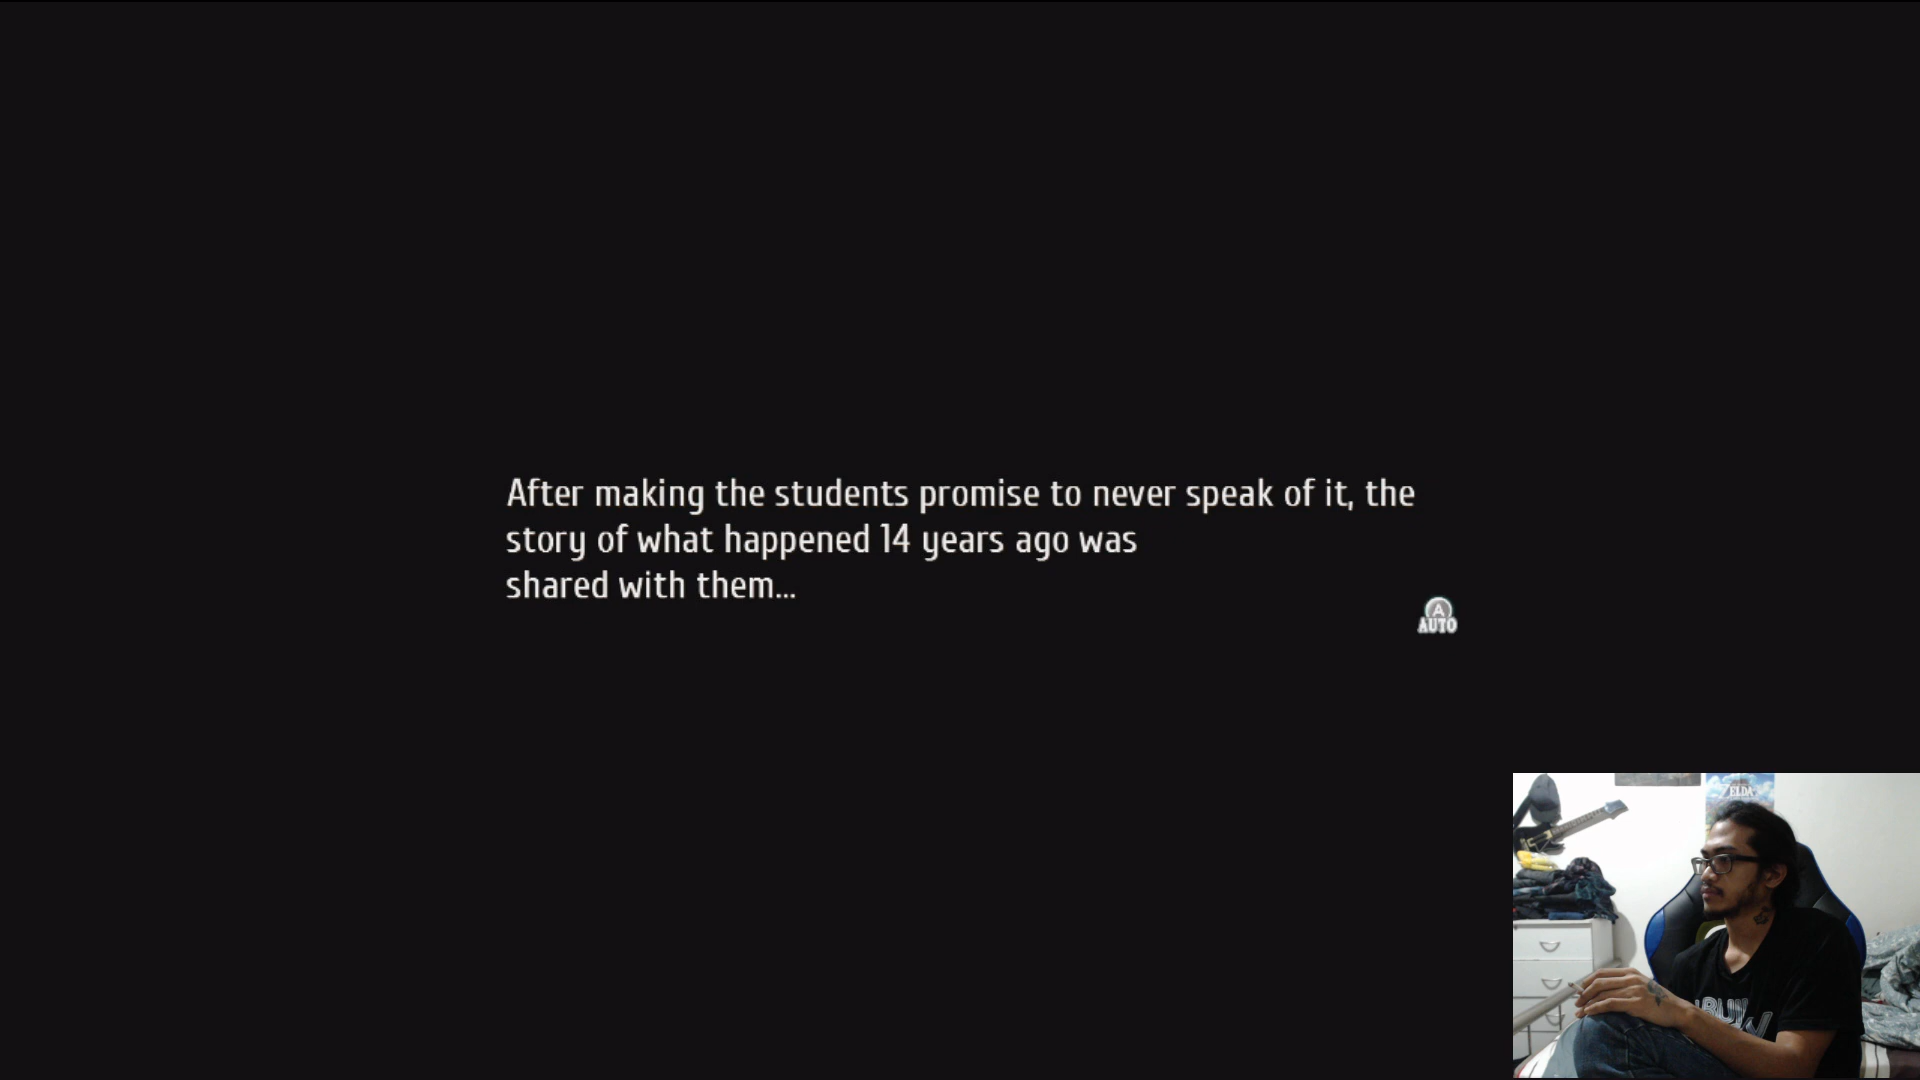 After making the students promise to never speak of it, the
story of what happened 14 years ago was
shared with them...
A
AUTO
ZELDA